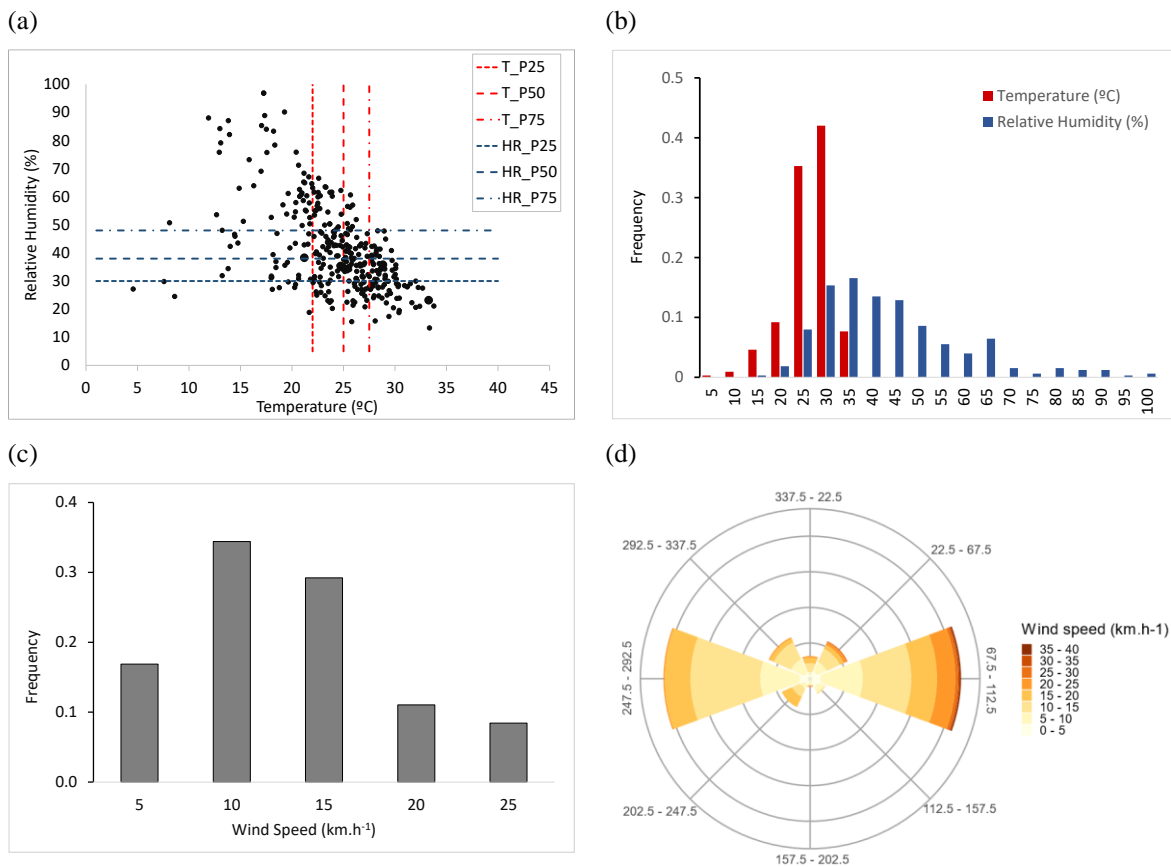 (a)
T_P25
T_P50
T_P75
HR_P25
HR_P50
HR_P75
100
90
80
70
60
50
40
30
20
10
0
Relative Humidity (%)
0 5 10 15 20 25 30 35 40 45
Temperature (ºC)
(b)
0.5
0.4
0.3
0.2
0.1
0
Frequency
Temperature (ºC)
Relative Humidity (%)
5 10 15 20 25 30 35 40 45 50 55 60 65 70 75 80 85 90 95 100
(c)
0.4
0.3
0.2
0.1
0.0
Frequency
5 10 15 20 25
Wind Speed (km.h-1)
(d)
337.5 - 22.5
22.5 - 67.5
67.5 - 112.5
112.5 - 157.5
157.5 - 202.5
202.5 - 247.5
247.5 - 292.5
292.5 - 337.5
Wind speed (km.h-1)
35 - 40
30 - 35
25 - 30
20 - 25
15 - 20
10 - 15
5 - 10
0 - 5